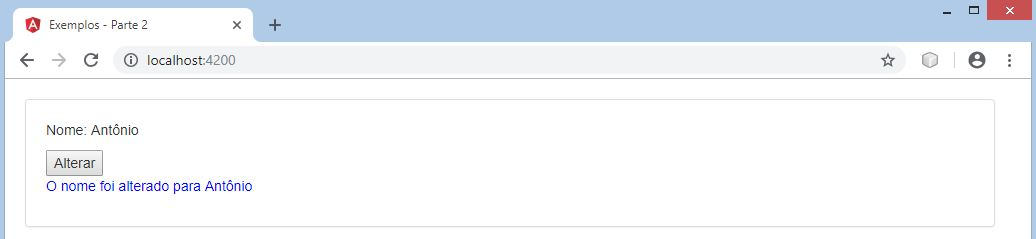 Exemplos - Parte 2
localhost:4200
Nome: Antônio
Alterar
O nome foi alterado para Antônio